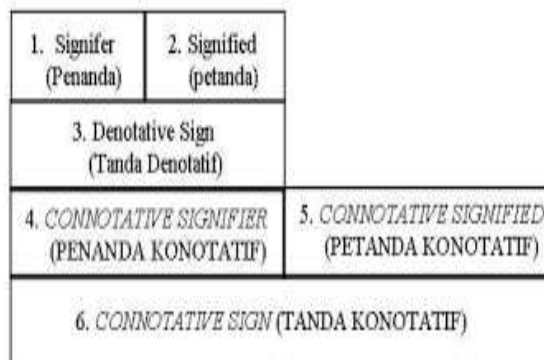 1. Signifer
(Penanda)
2. Signified
(petanda)
3. Denotative Sign
(Tanda Denotatif)
4. CONNOTATIVE SIGNIFIER
(PENANDA KONOTATIF)
5. CONNOTATIVE SIGNIFIED
(PETANDA KONOTATIF)
6. CONNOTATIVE SIGN (TANDA KONOTATIF)